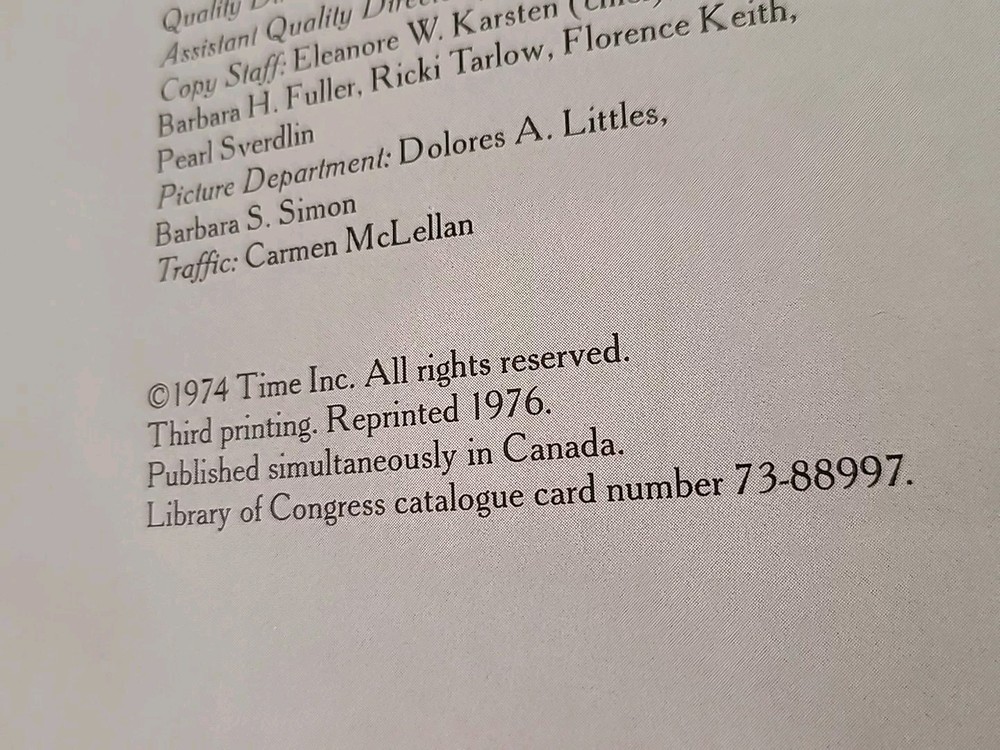 Quality
Assistant Quality
Copy Staff: Eleanore W. Karsten
Barbara H. Fuller, Ricki Tarlow, Florence Keith,
Pearl Sverdlin
Picture Department: Dolores A. Littles,
Barbara S. Simon
Traffic: Carmen McLellan
©1974 Time Inc. All rights reserved.
Third printing. Reprinted 1976.
Published simultaneously in Canada.
Library of Congress catalogue card number 73-88997.